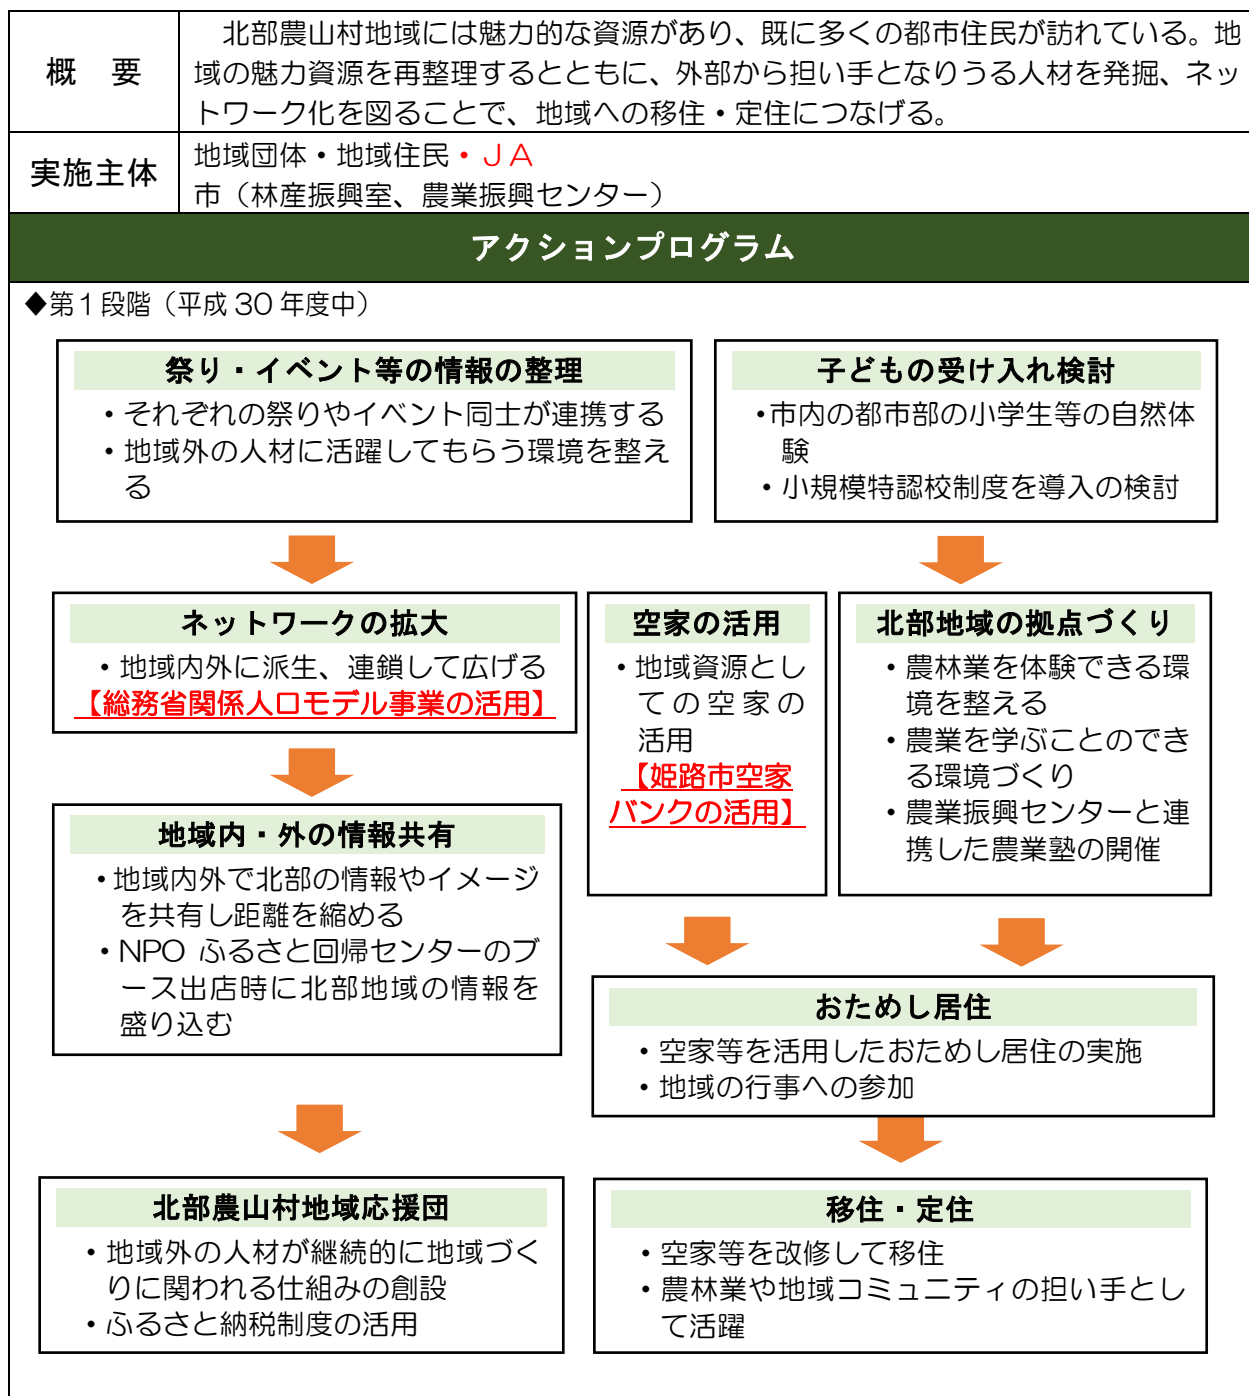 概　要
　北部農山村地域には魅力的な資源があり、既に多くの都市住民が訪れている。地
域の魅力資源を再整理するとともに、外部から担い手となりうる人材を発掘、ネッ
トワーク化を図ることで、地域への移住・定住につなげる。
実施主体
地域団体・地域住民・ＪＡ
市（林産振興室、農業振興センター）
アクションプログラム
◆第１段階（平成 30 年度中）
祭り・イベント等の情報の整理
・それぞれの祭りやイベント同士が連携する
・地域外の人材に活躍してもらう環境を整え
る
子どもの受け入れ検討
・市内の都市部の小学生等の自然体
験
・小規模特認校制度を導入の検討
ネットワークの拡大
・地域内外に派生、連鎖して広げる
【総務省関係人口モデル事業の活用】
空家の活用
・地域資源とし
ての空家の
活用
【姫路市空家
バンクの活用】
北部地域の拠点づくり
・農林業を体験できる環
境を整える
・農業を学ぶことのでき
る環境づくり
・農業振興センターと連
携した農業塾の開催
地域内・外の情報共有
・地域内外で北部の情報やイメージ
を共有し距離を縮める
・NPO ふるさと回帰センターのブ
ース出店時に北部地域の情報を
盛り込む
おためし居住
・空家等を活用したおためし居住の実施
・地域の行事への参加
北部農山村地域応援団
・地域外の人材が継続的に地域づく
りに関われる仕組みの創設
・ふるさと納税制度の活用
移住・定住
・空家等を改修して移住
・農林業や地域コミュニティの担い手とし
て活躍